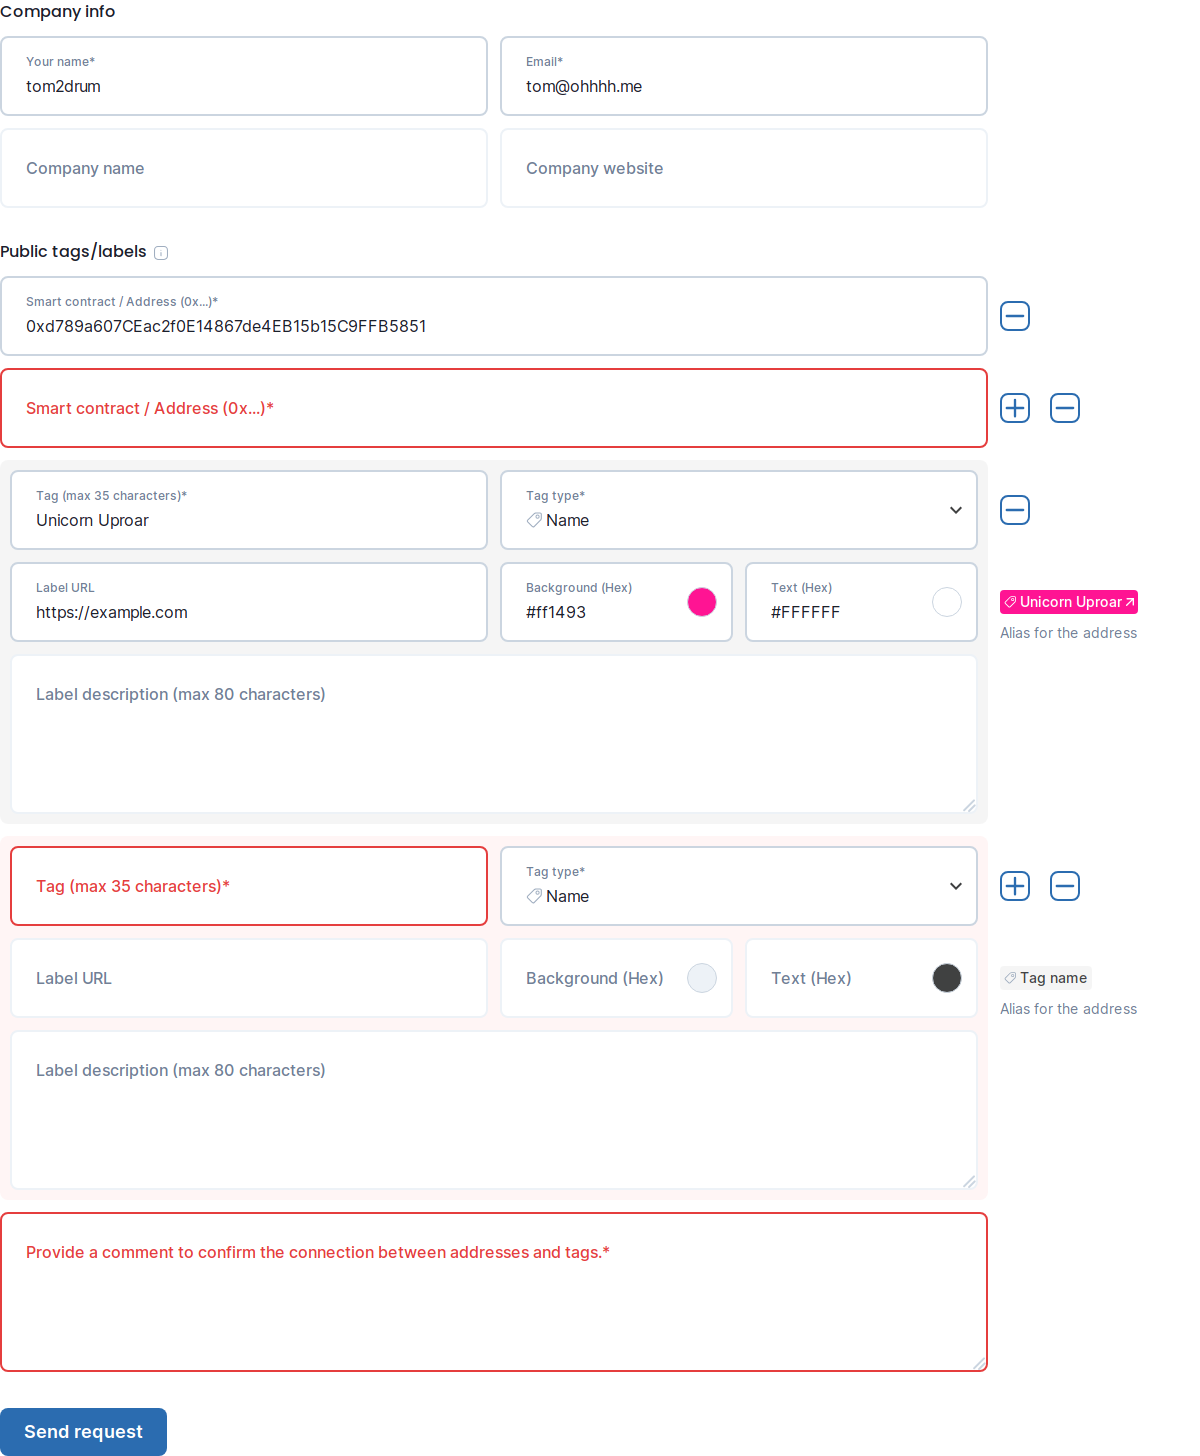 Company info
Your name*
tom2drum
Email*
tom@ohhhh.me
Company name
Company website
Public tags/labels
Smart contract / Address (0x...)*
0xd789a607CEac2f0E14867de4EB15b15C9FFB5851
Smart contract / Address (0x...)*
Tag (max 35 characters)*
Unicorn Uproar
Tag type*
Name
Label URL
https://example.com
Background (Hex)
#ff1493
Text (Hex)
#FFFFFF
Unicorn Uproar
Alias for the address
Label description (max 80 characters)
Tag (max 35 characters)*
Tag type*
Name
Label URL
Background (Hex)
Text (Hex)
Tag name
Alias for the address
Label description (max 80 characters)
Provide a comment to confirm the connection between addresses and tags.*
Send request